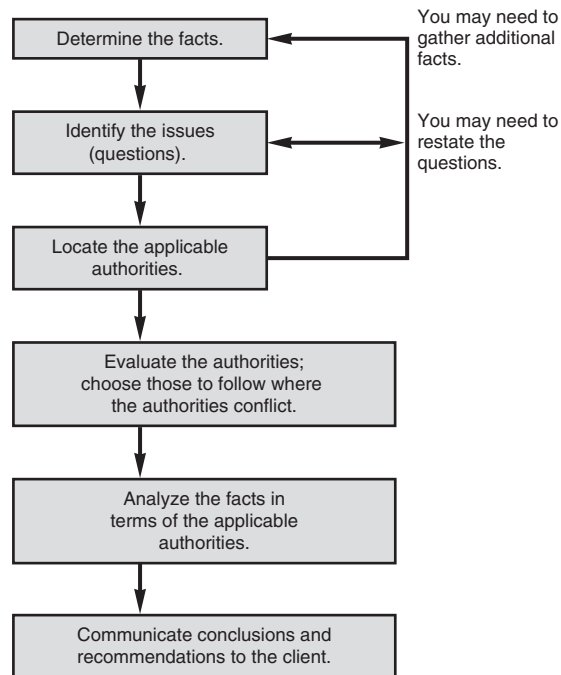 Determine the facts.
You may need to
gather additional
facts.
Identify the issues
(questions).
You may need to
restate the
questions.
Locate the applicable
authorities.
Evaluate the authorities;
choose those to follow where
the authorities conflict.
Analyze the facts in
terms of the applicable
authorities.
Communicate conclusions and
recommendations to the client.